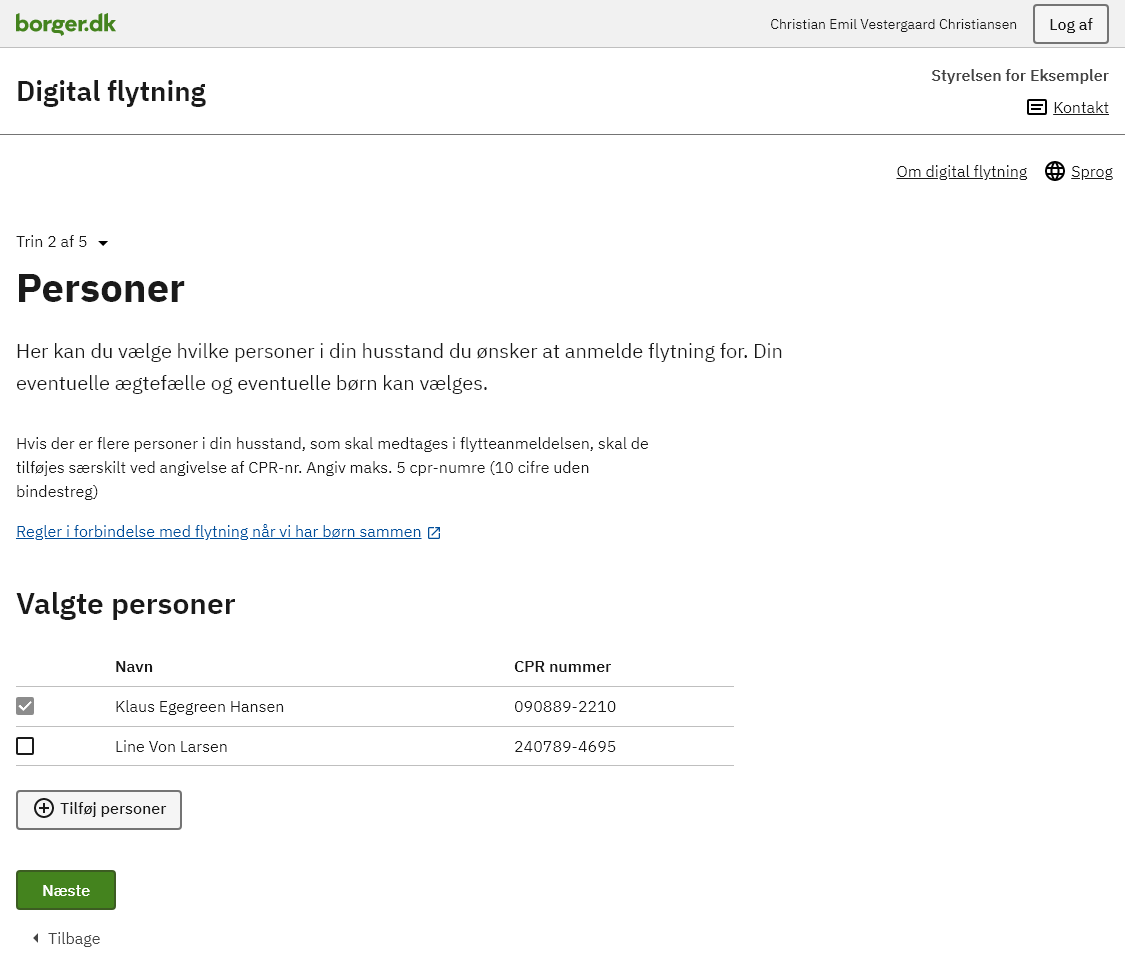 borger.dk
Christian Emil Vestergaard Christiansen
Log af
Digital flytning
Styrelsen for Eksempler
Kontakt
Om digital flytning
Sprog
Trin 2 af 5
Personer
Her kan du vælge hvilke personer i din husstand du ønsker at anmelde flytning for. Din
eventuelle ægtefælle og eventuelle børn kan vælges.
Hvis der er flere personer i din husstand, som skal medtages i flytteanmeldelsen, skal de
tilføjes særskilt ved angivelse af CPR-nr. Angiv maks. 5 cpr-numre (10 cifre uden
bindestreg)
Regler i forbindelse med flytning når vi har børn sammen
Valgte personer
Navn CPR nummer
Klaus Egegreen Hansen 090889-2210
Line Von Larsen 240789-4695
Tilføj personer
Næste
Tilbage